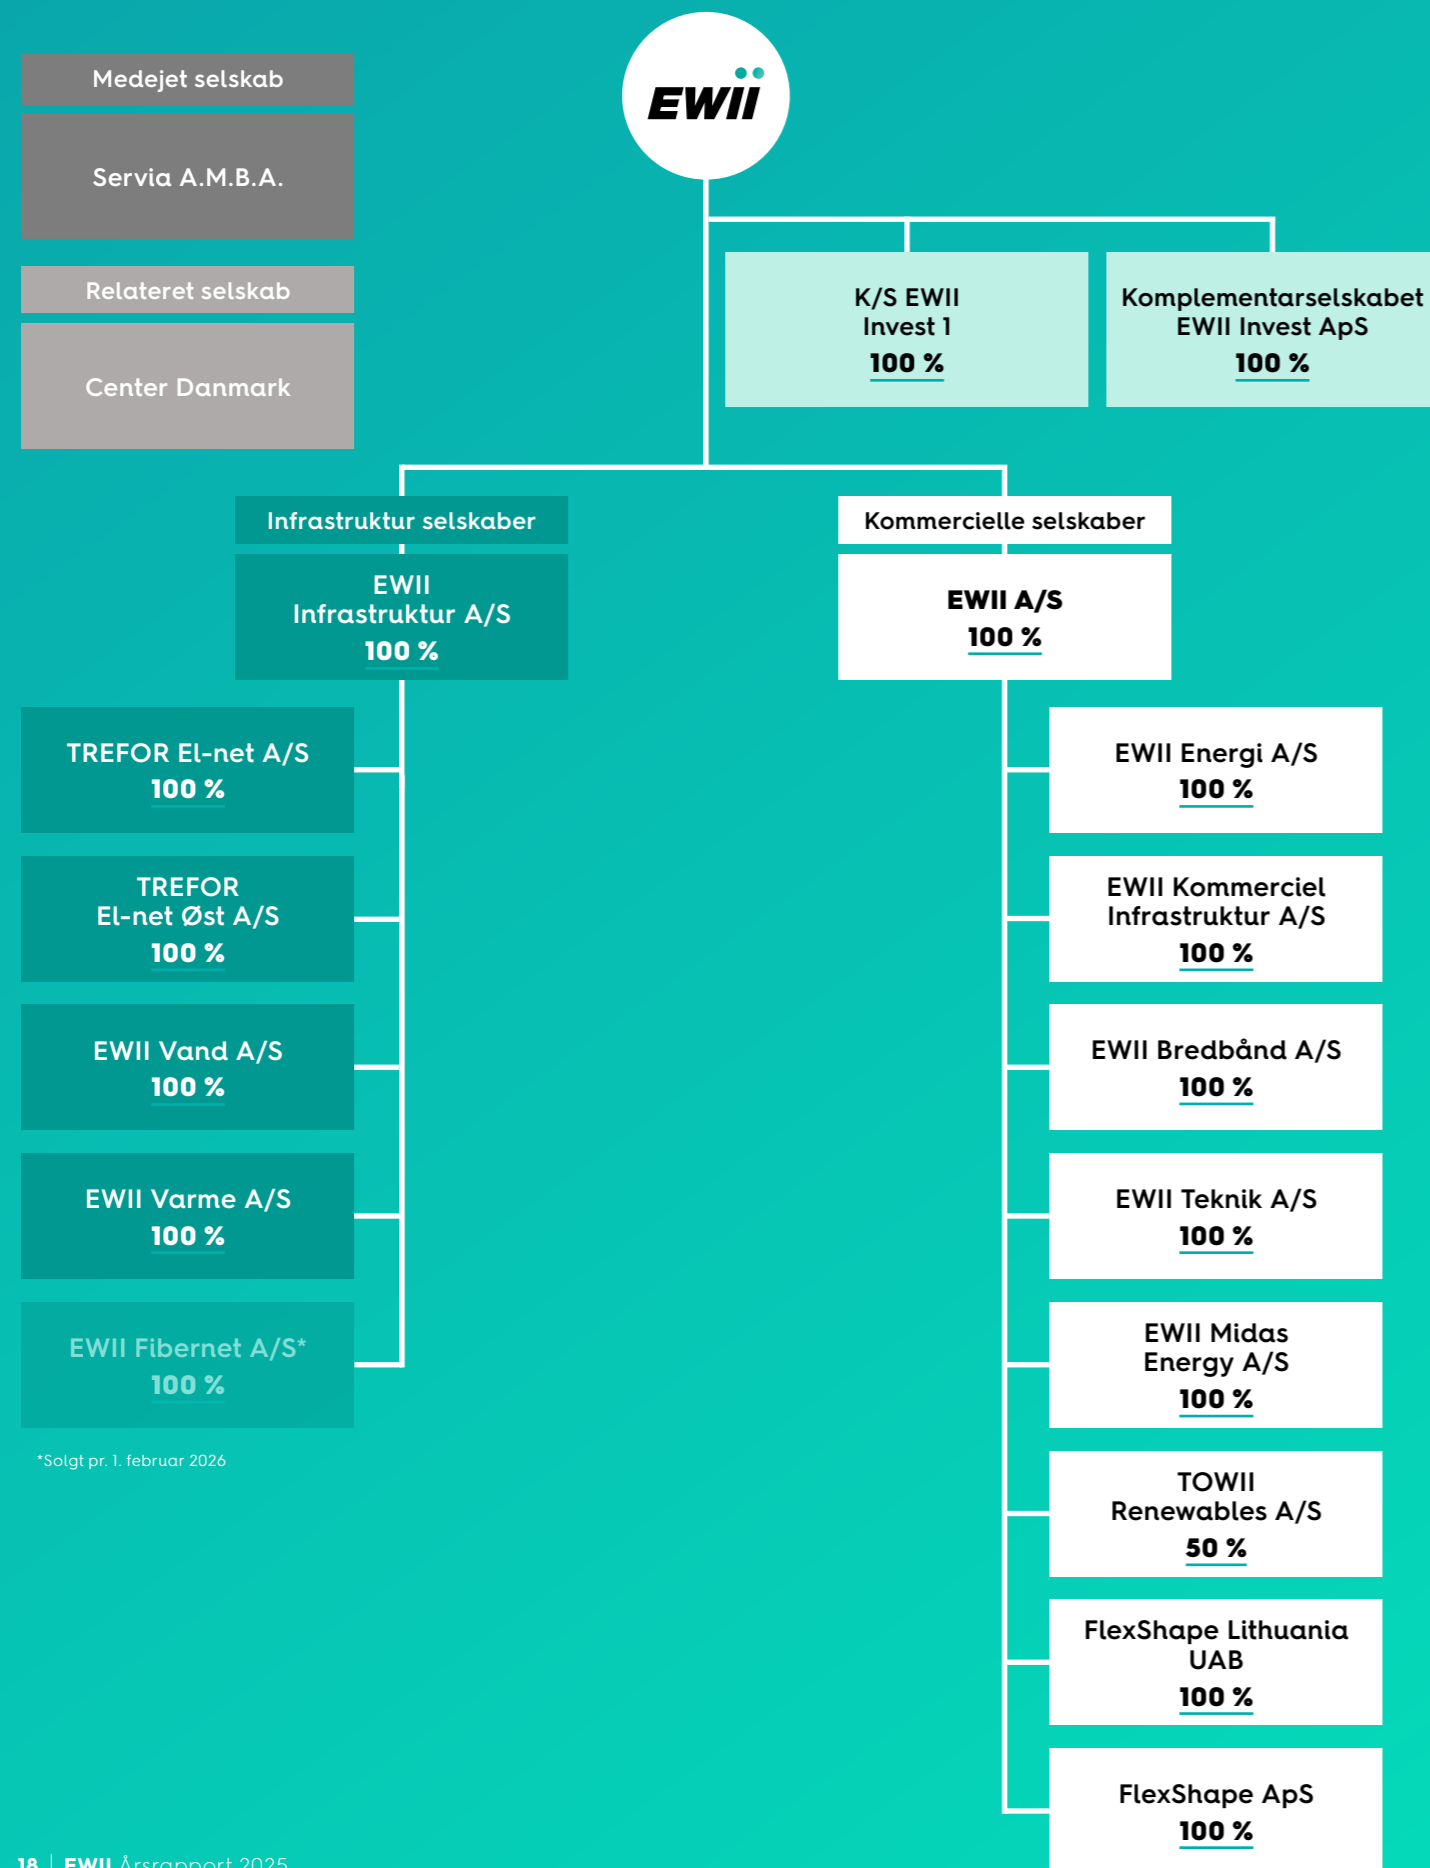 Medejet selskab
Servia A.M.B.A.
Relateret selskab
Center Danmark
EWII
K/S EWII
Invest 1
100 %
Komplementarselskabet
EWII Invest ApS
100 %
Infrastruktur selskaber
EWII
Infrastruktur A/S
100 %
TREFOR El-net A/S
100 %
TREFOR
El-net Øst A/S
100 %
EWII Vand A/S
100 %
EWII Varme A/S
100 %
EWII Fibernet A/S*
100 %
*Solgt pr. 1. februar 2026
Kommercielle selskaber
EWII A/S
100 %
EWII Energi A/S
100 %
EWII Kommerciel
Infrastruktur A/S
100 %
EWII Bredbånd A/S
100 %
EWII Teknik A/S
100 %
EWII Midas
Energy A/S
100 %
TOWII
Renewables A/S
50 %
FlexShape Lithuania
UAB
100 %
FlexShape ApS
100 %
18 | EWII Årsrapport 2025